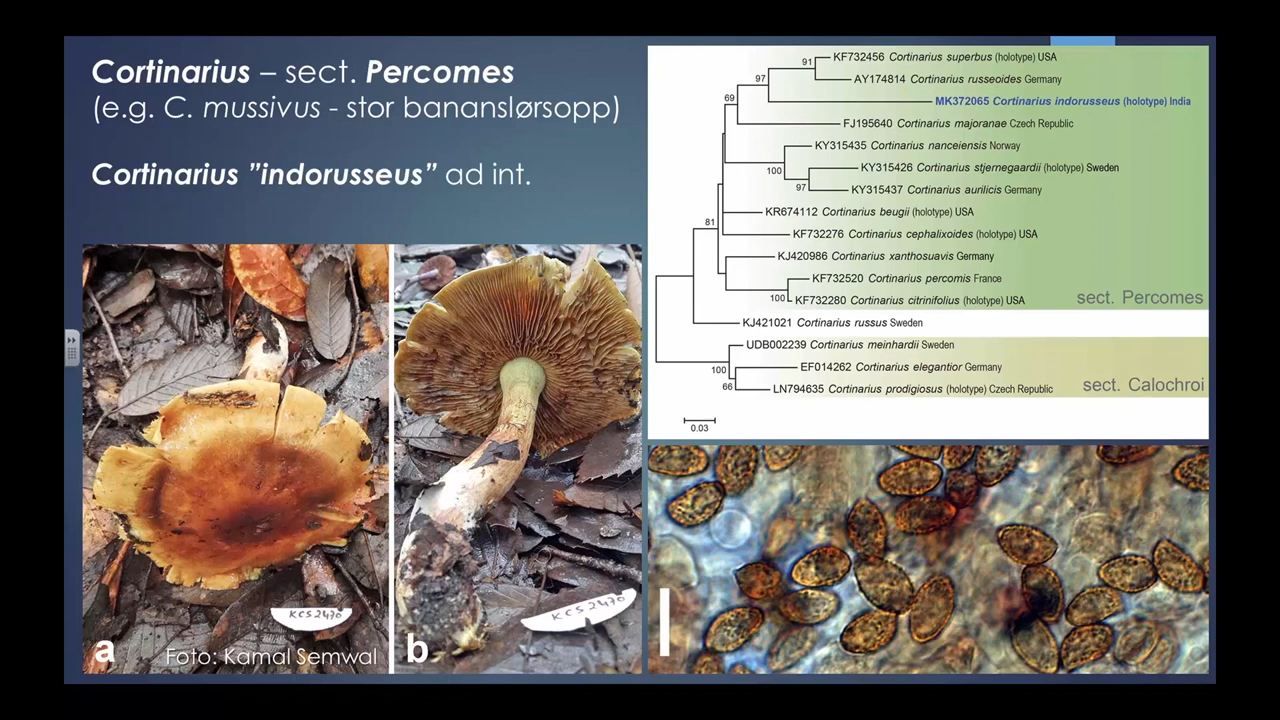 Cortinarius – sect. Percomes
(e.g. C. mussivus - stor bananslørsopp)
Cortinarius ”indorusseus” ad int.
KCS2470
a
Foto: Kamal Semwal
KCS2470
b
91
KF732456 Cortinarius superbus (holotype) USA
97
AY174814 Cortinarius russeoides Germany
69
MK372065 Cortinarius indorusseus (holotype) India
FJ195640 Cortinarius majoranae Czech Republic
KY315435 Cortinarius nanceiensis Norway
100
KY315426 Cortinarius stjernegaardii (holotype) Sweden
97
KY315437 Cortinarius aurilicis Germany
KR674112 Cortinarius beugii (holotype) USA
81
KF732276 Cortinarius cephalixoides (holotype) USA
KJ420986 Cortinarius xanthosuavis Germany
KF732520 Cortinarius percomis France
100
KF732280 Cortinarius citrinifolius (holotype) USA
sect. Percomes
KJ421021 Cortinarius russus Sweden
UDB002239 Cortinarius meinhardii Sweden
100
EF014262 Cortinarius elegantior Germany
66
LN794635 Cortinarius prodigiosus (holotype) Czech Republic
sect. Calochroi
0.03